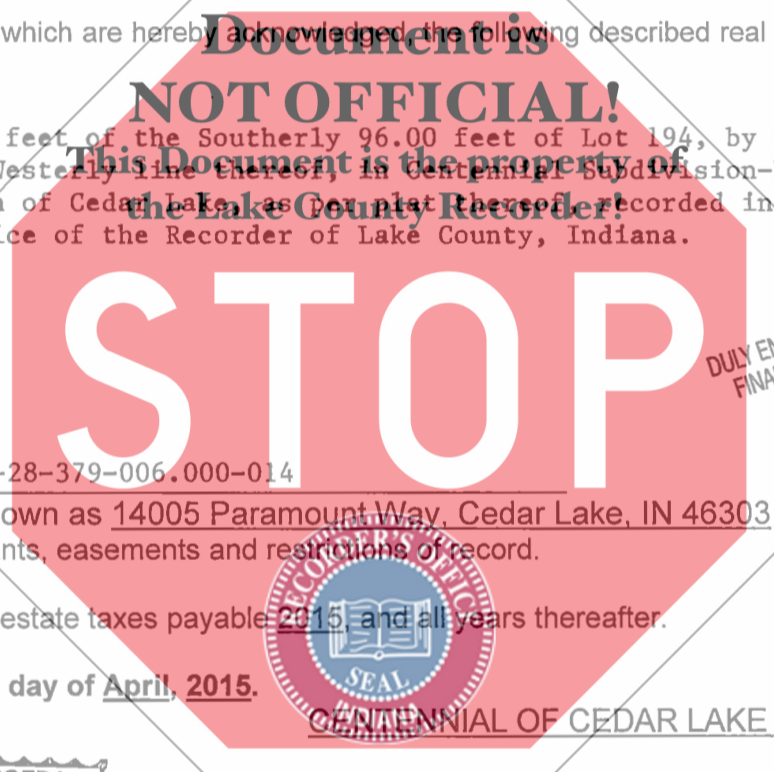 which are hereby acknowledged, the following described real
Document is
NOT OFFICIAL!
feet of the Southerly 96.00 feet of Lot 194, by
This Document is the property of
Westerly line thereof, in Centennial Subdivision-
the Lake County Recorder!
of Cedar Lake, as per plat thereof, recorded in
ice of the Recorder of Lake County, Indiana.
STOP
DULY EN
FINA
-28-379-006.000-014
own as 14005 Paramount Way, Cedar Lake, IN 46303
nts, easements and restrictions of record.
RECORDER'S OFFICE
estate taxes payable 2015, and all years thereafter.
SEAL
day of April, 2015.
INDIANA
CENTENNIAL OF CEDAR LAKE